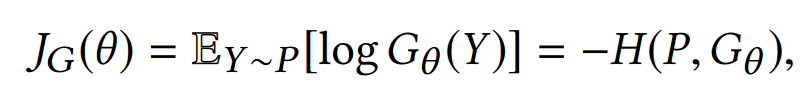 J_G(θ) = 𝔼_{Y∼P}[log G_θ(Y)] = −H(P, G_θ),